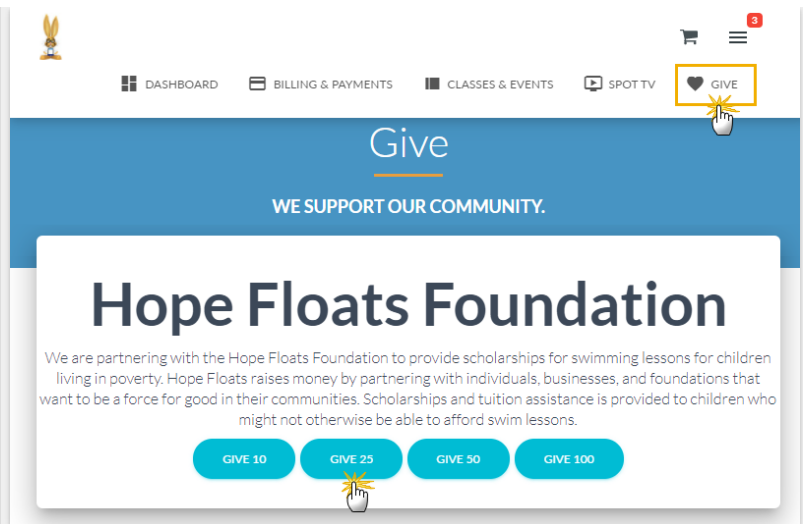 3
DASHBOARD BILLING & PAYMENTS CLASSES & EVENTS SPOT TV GIVE
Give
WE SUPPORT OUR COMMUNITY.
Hope Floats Foundation
We are partnering with the Hope Floats Foundation to provide scholarships for swimming lessons for children
living in poverty. Hope Floats raises money by partnering with individuals, businesses, and foundations that
want to be a force for good in their communities. Scholarships and tuition assistance is provided to children who
might not otherwise be able to afford swim lessons.
GIVE 10 GIVE 25 GIVE 50 GIVE 100